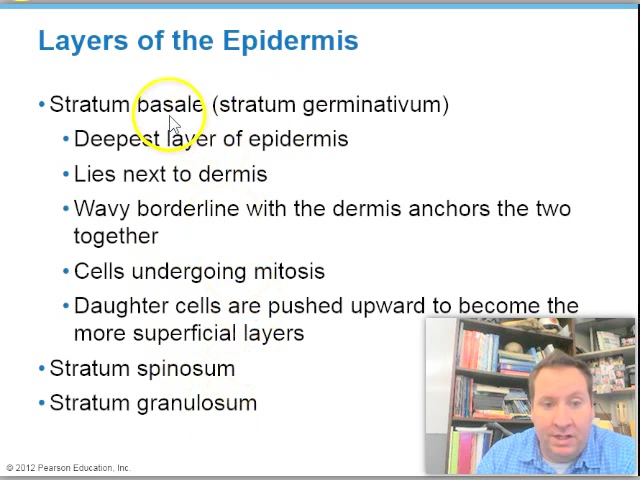 Layers of the Epidermis
• Stratum basale (stratum germinativum)
• Deepest layer of epidermis
• Lies next to dermis
• Wavy borderline with the dermis anchors the two
together
• Cells undergoing mitosis
• Daughter cells are pushed upward to become the
more superficial layers
• Stratum spinosum
• Stratum granulosum
© 2012 Pearson Education, Inc.